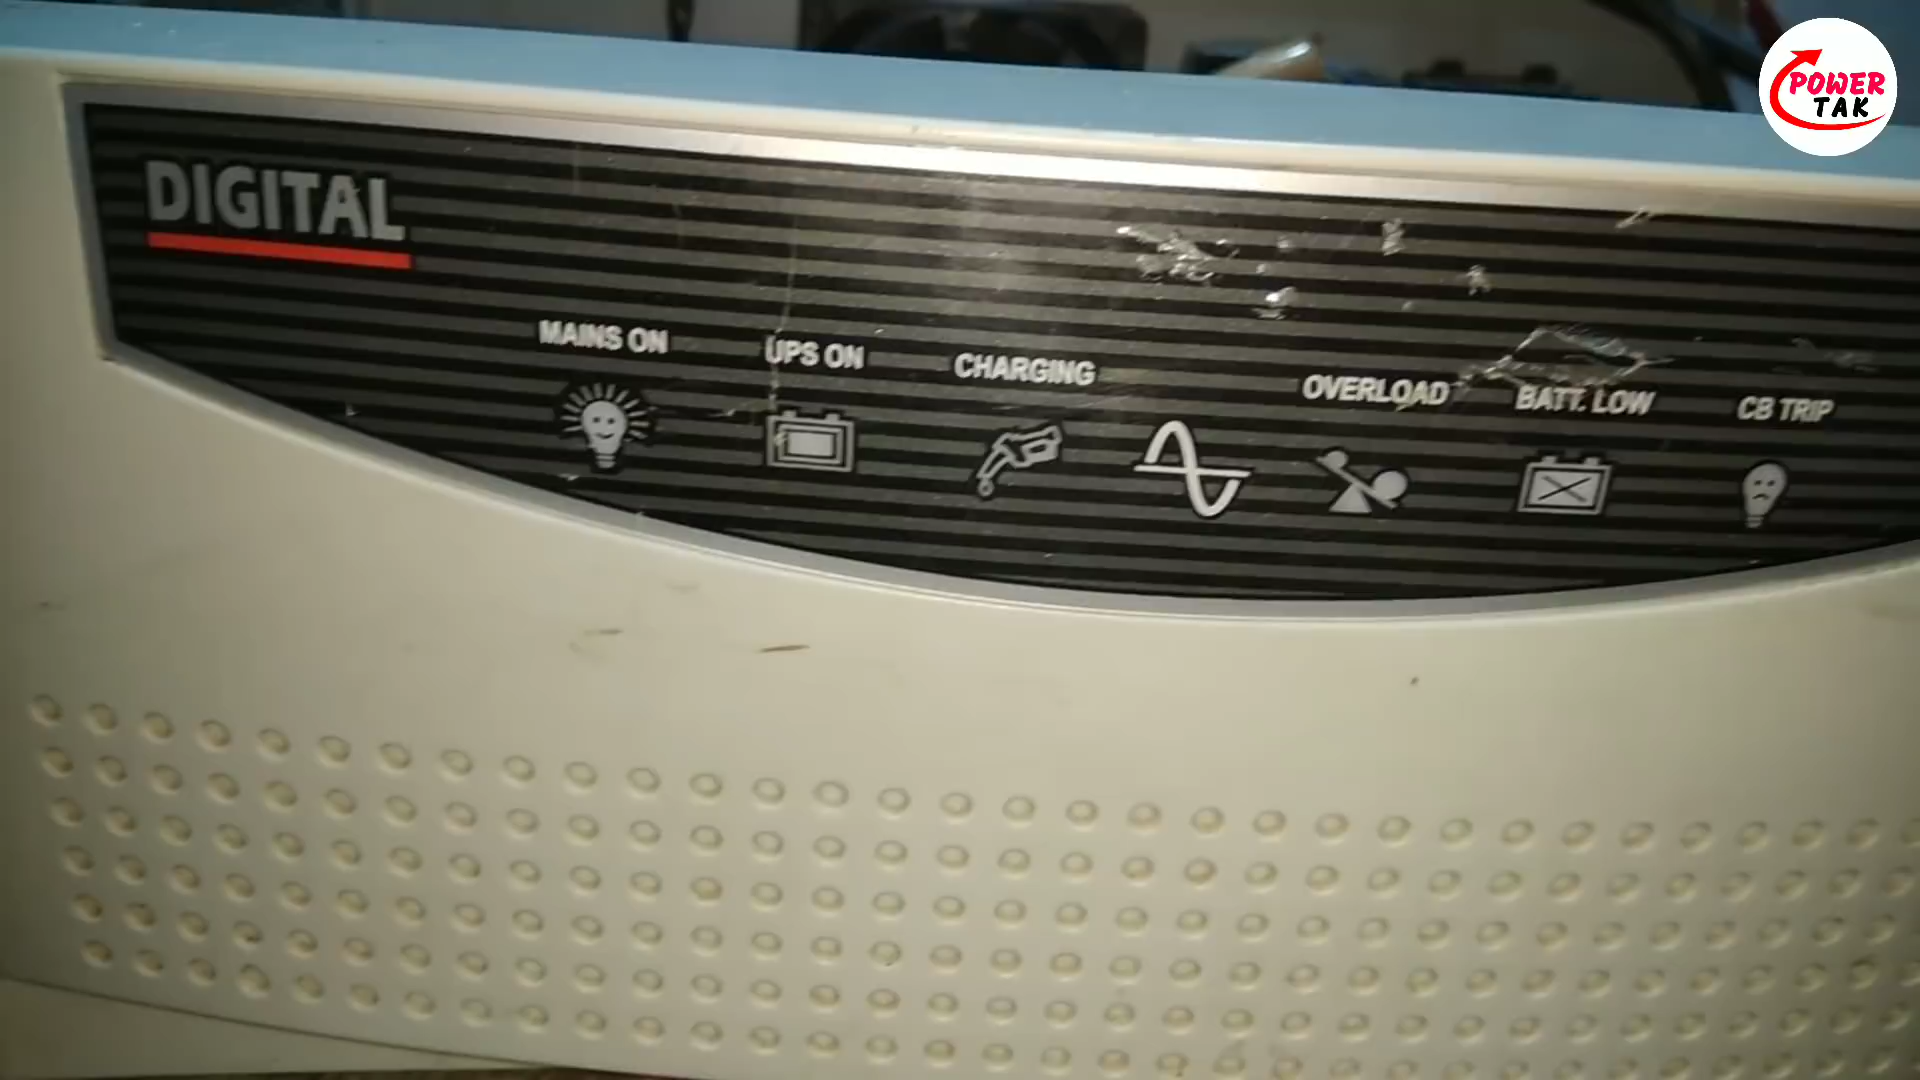 POWER
TAK
DIGITAL
MAINS ON
UPS ON
CHARGING
OVERLOAD
BATT. LOW
CB TRIP